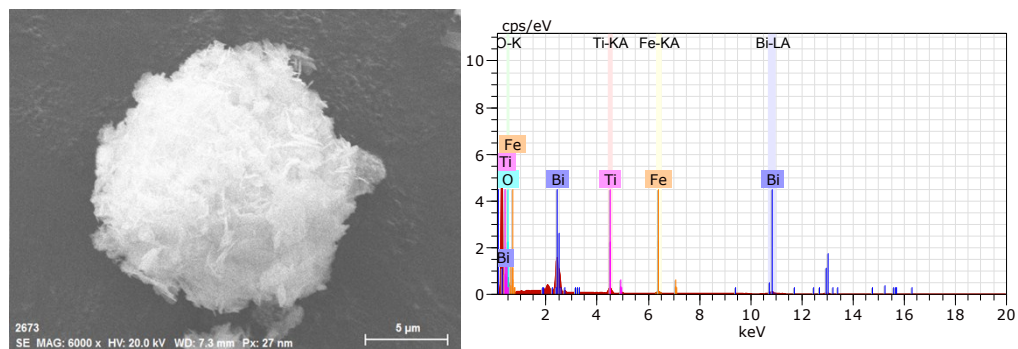 2673
5 µm
SE MAG: 6000 x HV: 20.0 kV WD: 7.3 mm Px: 27 nm
cps/eV
O-K Ti-KA Fe-KA Bi-LA
10
8
6
4
2
0
Fe
Ti
O
Bi Ti Fe Bi
Bi
2 4 6 8 10 12 14 16 18 20
keV